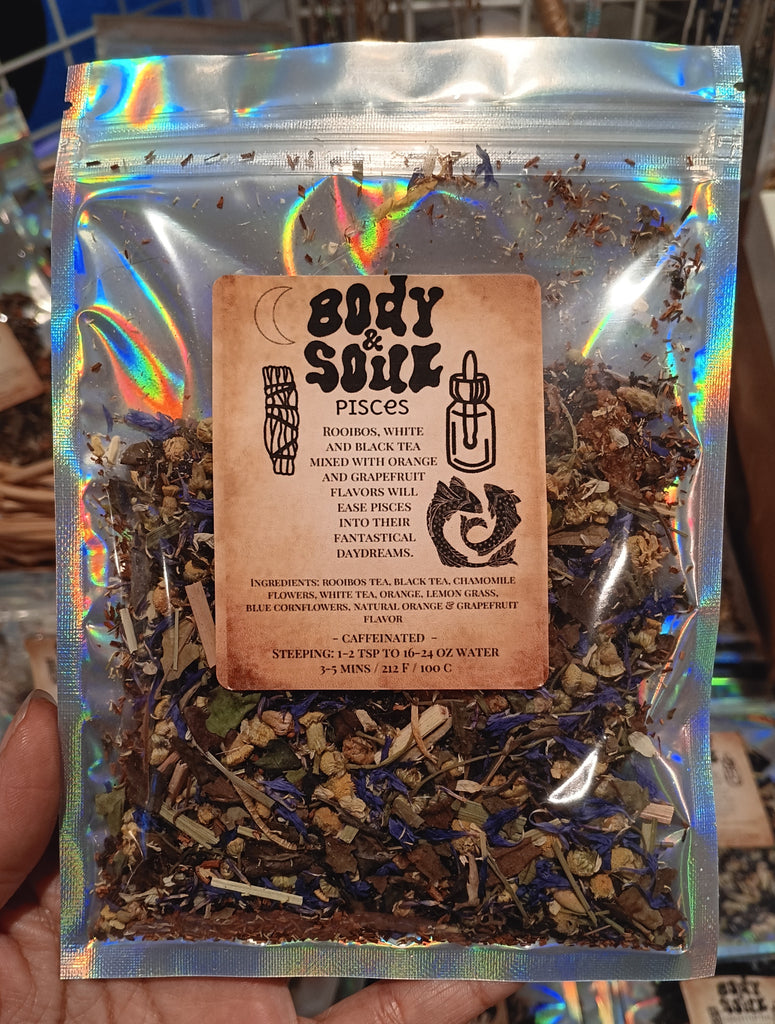 BODY
&
SOUL
PISCES
ROOIBOS, WHITE
AND BLACK TEA
MIXED WITH ORANGE
AND GRAPEFRUIT
FLAVORS WILL
EASE PISCES
INTO THEIR
FANTASTICAL
DAYDREAMS.
INGREDIENTS: ROOIBOS TEA, BLACK TEA, CHAMOMILE
FLOWERS, WHITE TEA, ORANGE, LEMON GRASS,
BLUE CORNFLOWERS, NATURAL ORANGE & GRAPEFRUIT
FLAVOR
- CAFFEINATED -
STEEPING: 1-2 TSP TO 16-24 OZ WATER
3-5 MINS / 212 F / 100 C
BODY
SOUL